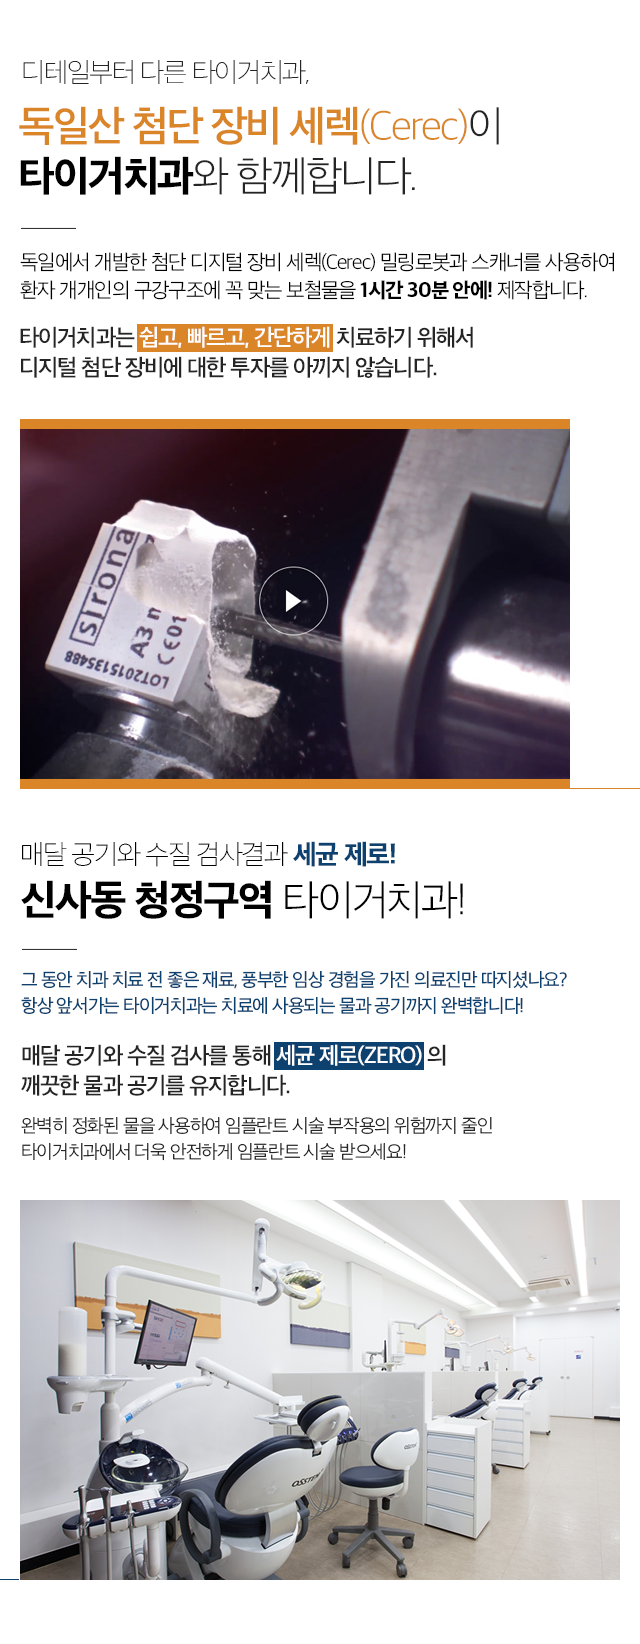 디테일부터 다른 타이거치과,
독일산 첨단 장비 세렉(Cerec)이
타이거치과와 함께합니다.
독일에서 개발한 첨단 디지털 장비 세렉(Cerec) 밀링로봇과 스캐너를 사용하여
환자 개개인의 구강구조에 꼭 맞는 보철물을 1시간 30분 안에! 제작합니다.
타이거치과는 쉽고, 빠르고, 간단하게 치료하기 위해서
디지털 첨단 장비에 대한 투자를 아끼지 않습니다.
sirona
A3 m
CE01
LOT2015135488
매달 공기와 수질 검사결과 세균 제로!
신사동 청정구역 타이거치과!
그 동안 치과 치료 전 좋은 재료, 풍부한 임상 경험을 가진 의료진만 따지셨나요?
항상 앞서가는 타이거치과는 치료에 사용되는 물과 공기까지 완벽합니다!
매달 공기와 수질 검사를 통해 세균 제로(ZERO) 의
깨끗한 물과 공기를 유지합니다.
완벽히 정화된 물을 사용하여 임플란트 시술 부작용의 위험까지 줄인
타이거치과에서 더욱 안전하게 임플란트 시술 받으세요!
OSSTEM